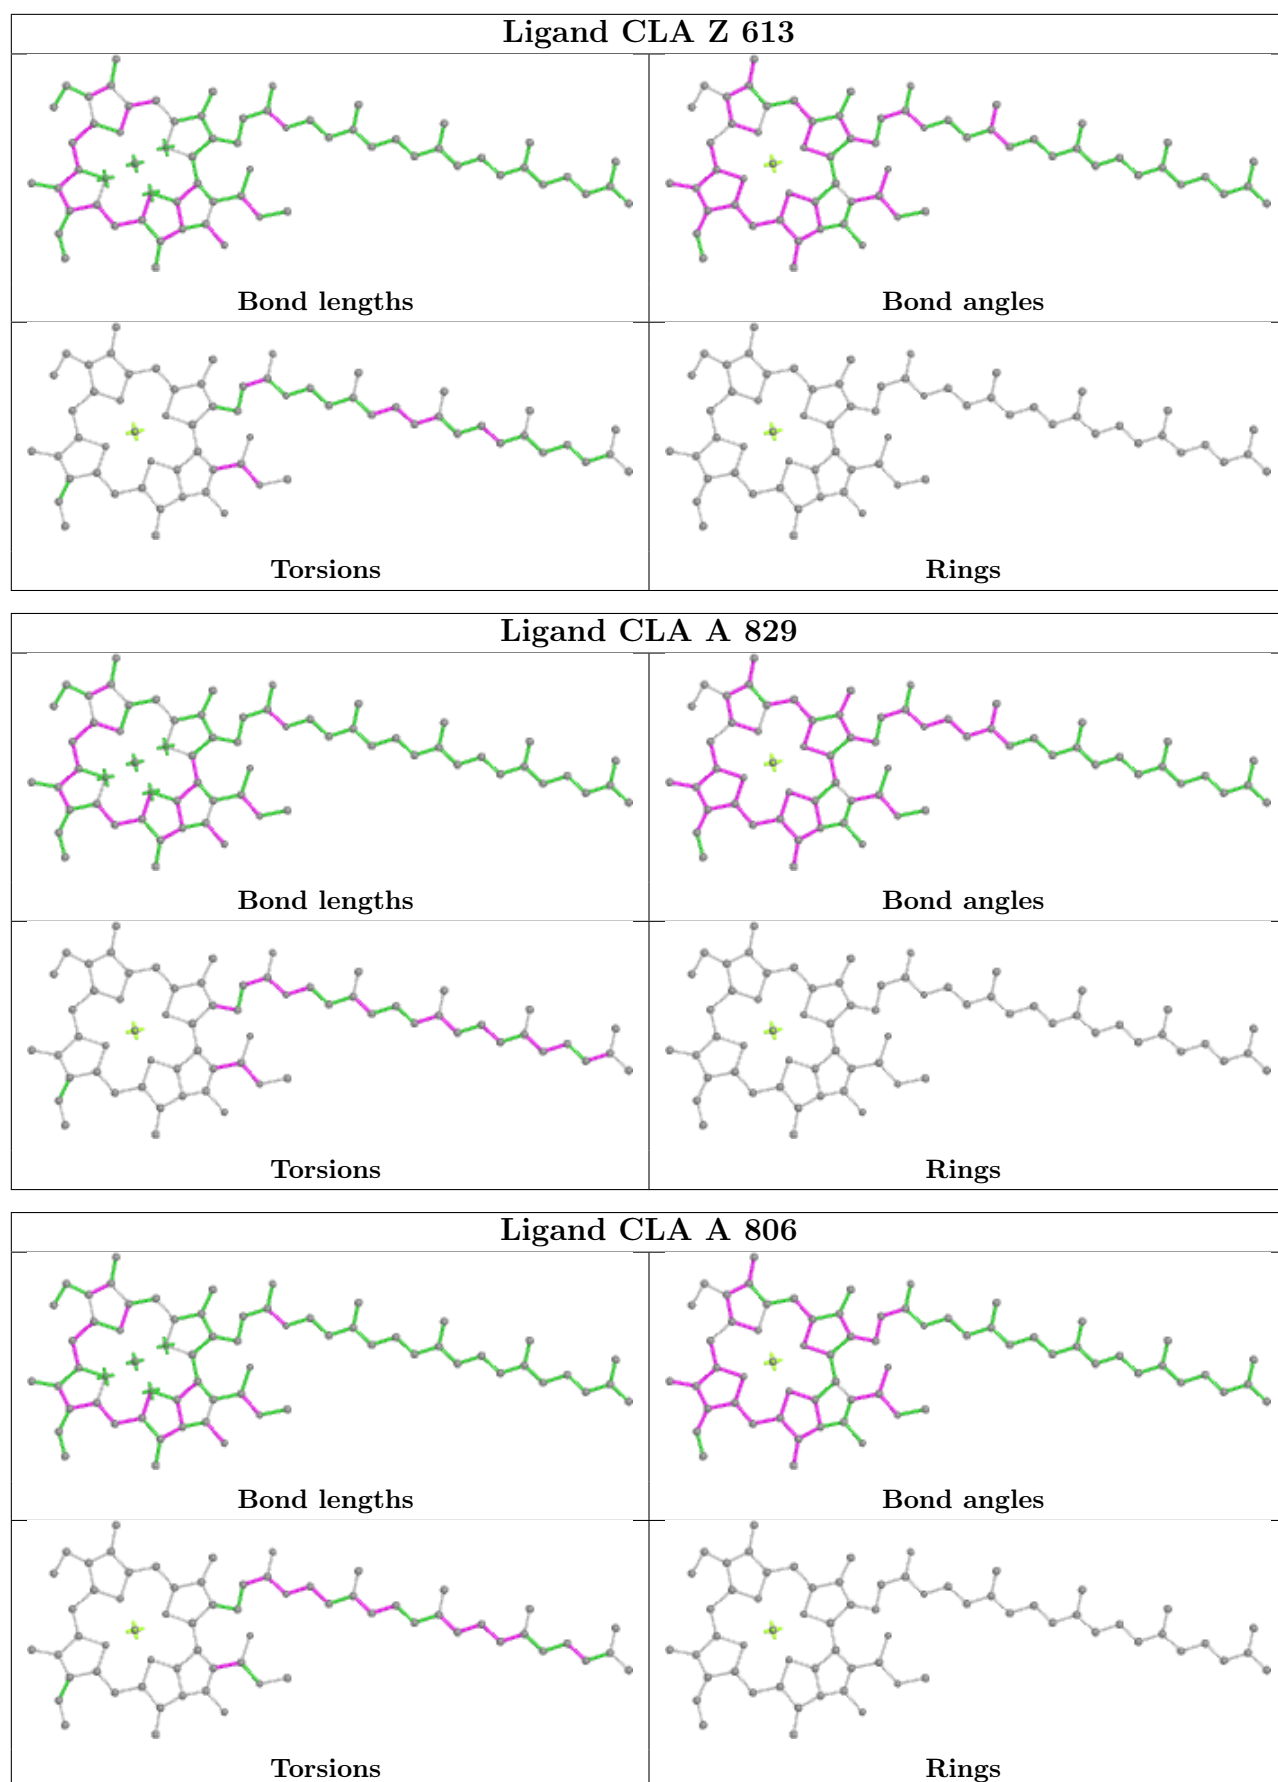 Ligand CLA Z 613
Bond lengths
Bond angles
Torsions
Rings
Ligand CLA A 829
Bond lengths
Bond angles
Torsions
Rings
Ligand CLA A 806
Bond lengths
Bond angles
Torsions
Rings